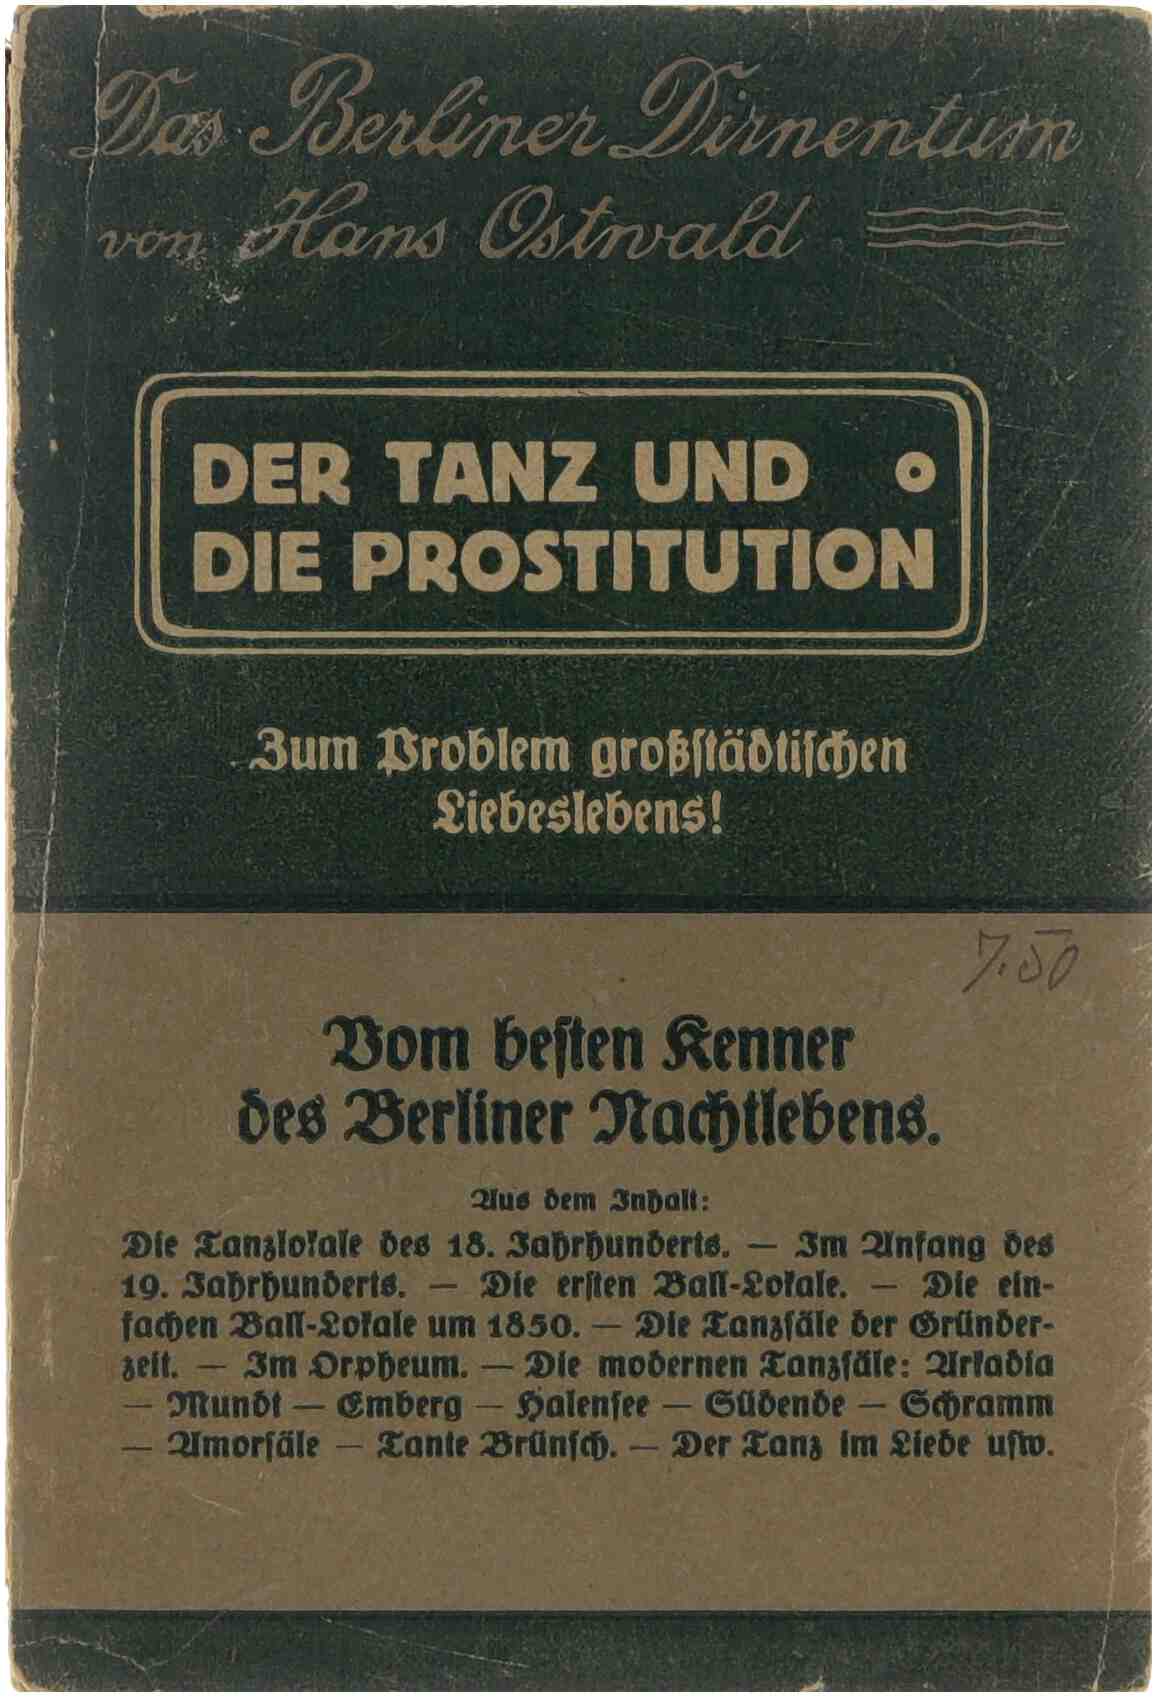 Das Berliner Dirnentum
von Hans Ostwald
DER TANZ UND
DIE PROSTITUTION
Zum Problem großſtädtiſchen
Liebeslebens!
7.50
Vom beſten Kenner
des Berliner Nachtlebens.
Aus dem Inhalt:
Die Tanzlokale des 18. Jahrhunderts. — Im Anfang des
19. Jahrhunderts. — Die erſten Ball-Lokale. — Die ein-
fachen Ball-Lokale um 1850. — Die Tanzſäle der Gründer-
zeit. — Im Orpheum. — Die modernen Tanzſäle: Arkadia
— Mundt — Emberg — Halenſee — Südende — Schramm
— Amorſäle — Tante Brünſch. — Der Tanz im Liede uſw.